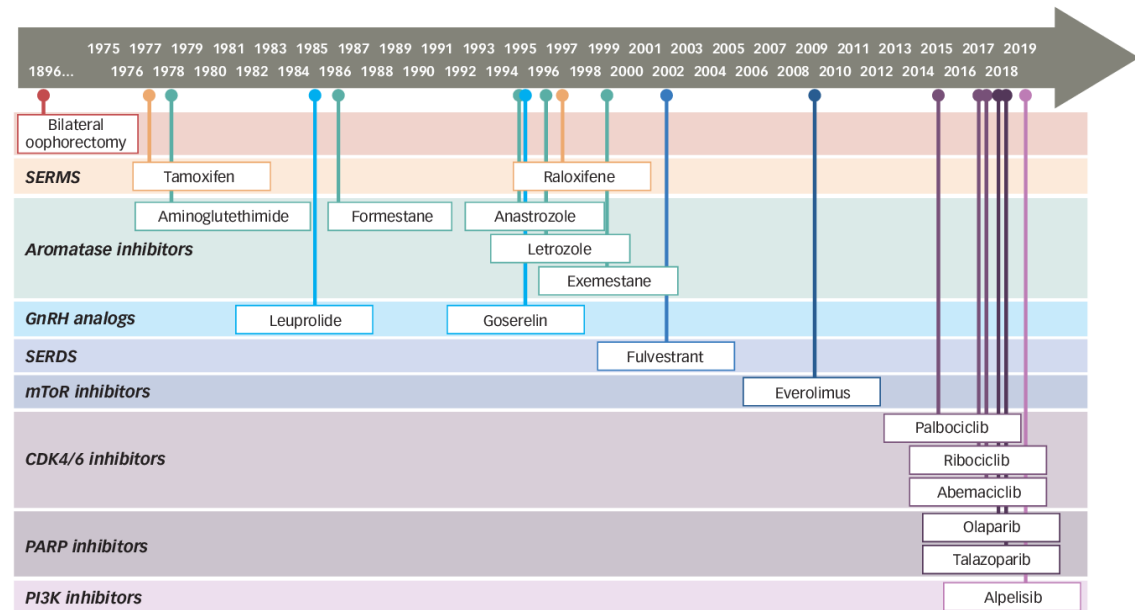 1975 1977 1979 1981 1983 1985 1987 1989 1991 1993 1995 1997 1999 2001 2003 2005 2007 2009 2011 2013 2015 2017 2019
1896... 1976 1978 1980 1982 1984 1986 1988 1990 1992 1994 1996 1998 2000 2002 2004 2006 2008 2010 2012 2014 2016 2018
Bilateral
oophorectomy
SERMS
Tamoxifen
Raloxifene
Aromatase inhibitors
Aminoglutethimide
Formestane
Anastrozole
Letrozole
Exemestane
GnRH analogs
Leuprolide
Goserelin
SERDS
Fulvestrant
mToR inhibitors
Everolimus
CDK4/6 inhibitors
Palbociclib
Ribociclib
Abemaciclib
PARP inhibitors
Olaparib
Talazoparib
PI3K inhibitors
Alpelisib